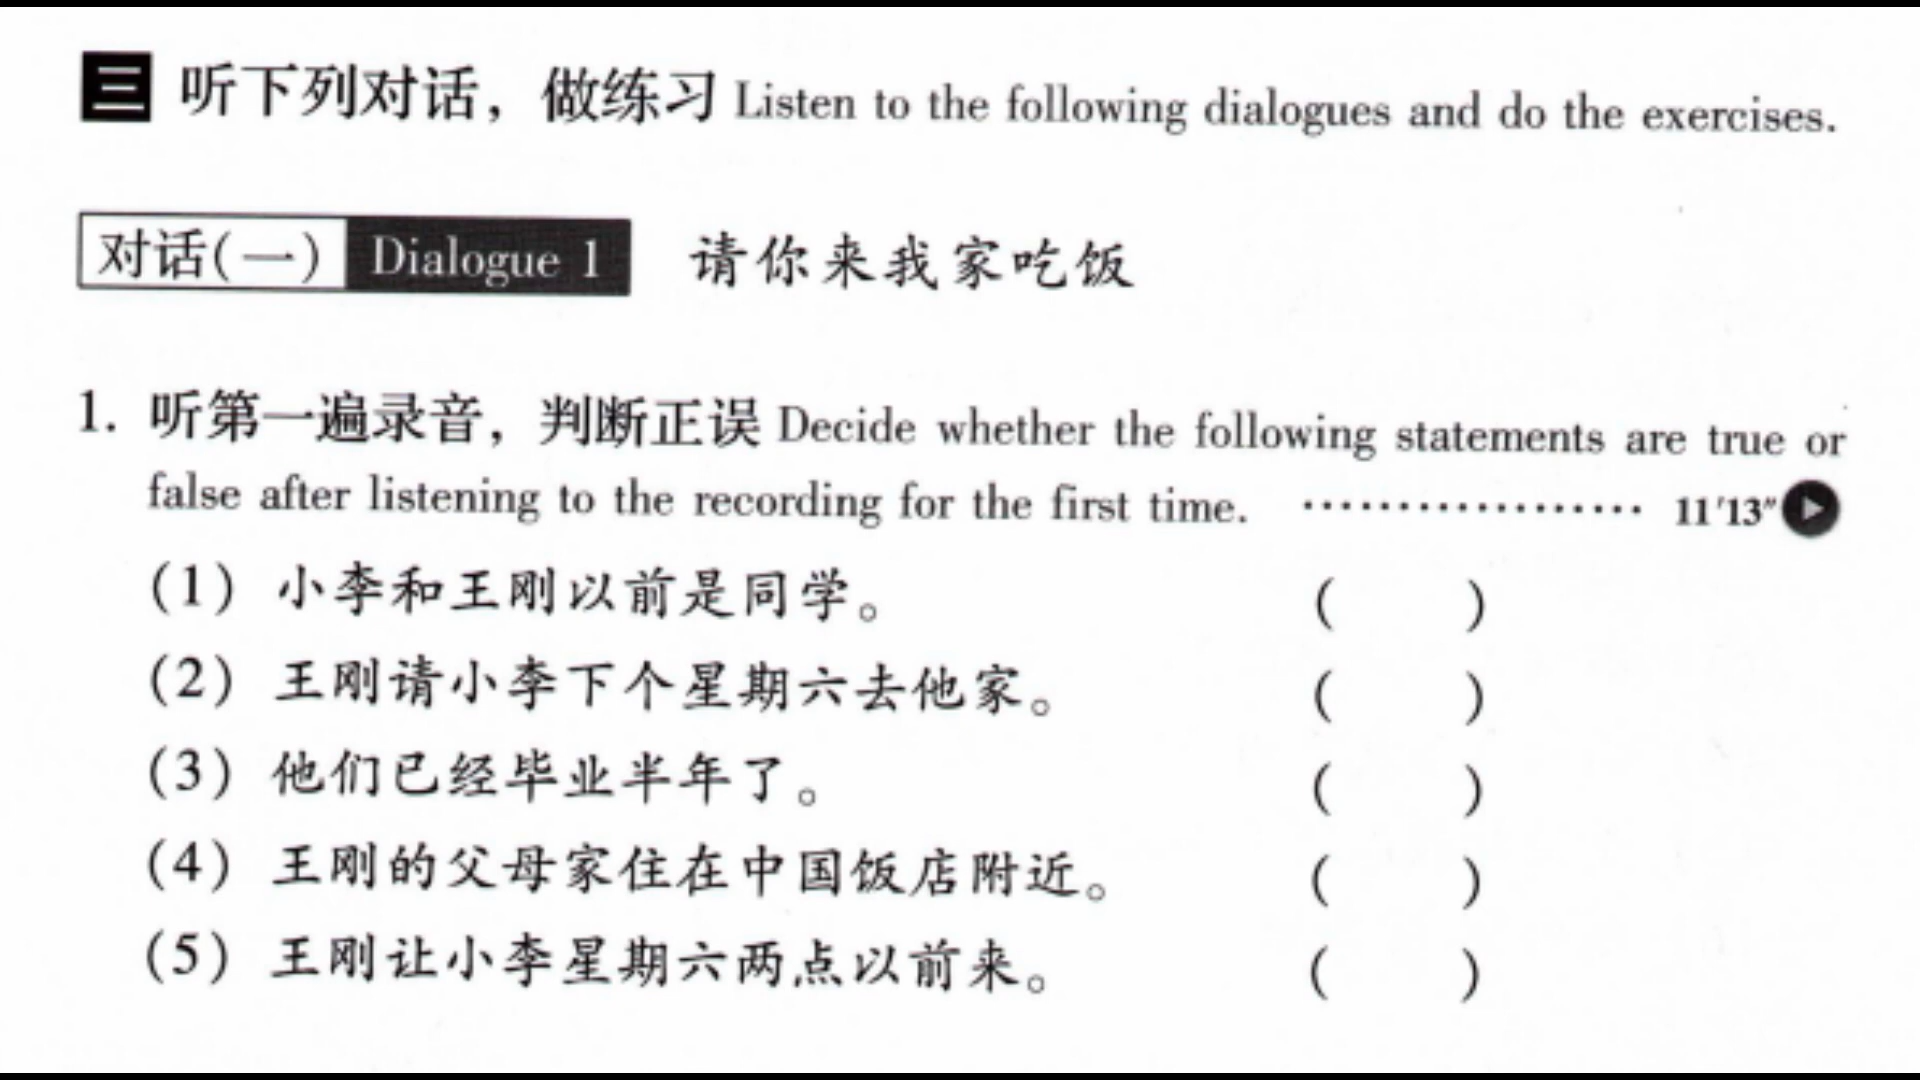 三 听下列对话，做练习 Listen to the following dialogues and do the exercises.
对话(一) Dialogue 1 请你来我家吃饭
1. 听第一遍录音，判断正误 Decide whether the following statements are true or
false after listening to the recording for the first time. ·················· 11′13″
(1) 小李和王刚以前是同学。 ( )
(2) 王刚请小李下个星期六去他家。 ( )
(3) 他们已经毕业半年了。 ( )
(4) 王刚的父母家住在中国饭店附近。 ( )
(5) 王刚让小李星期六两点以前来。 ( )